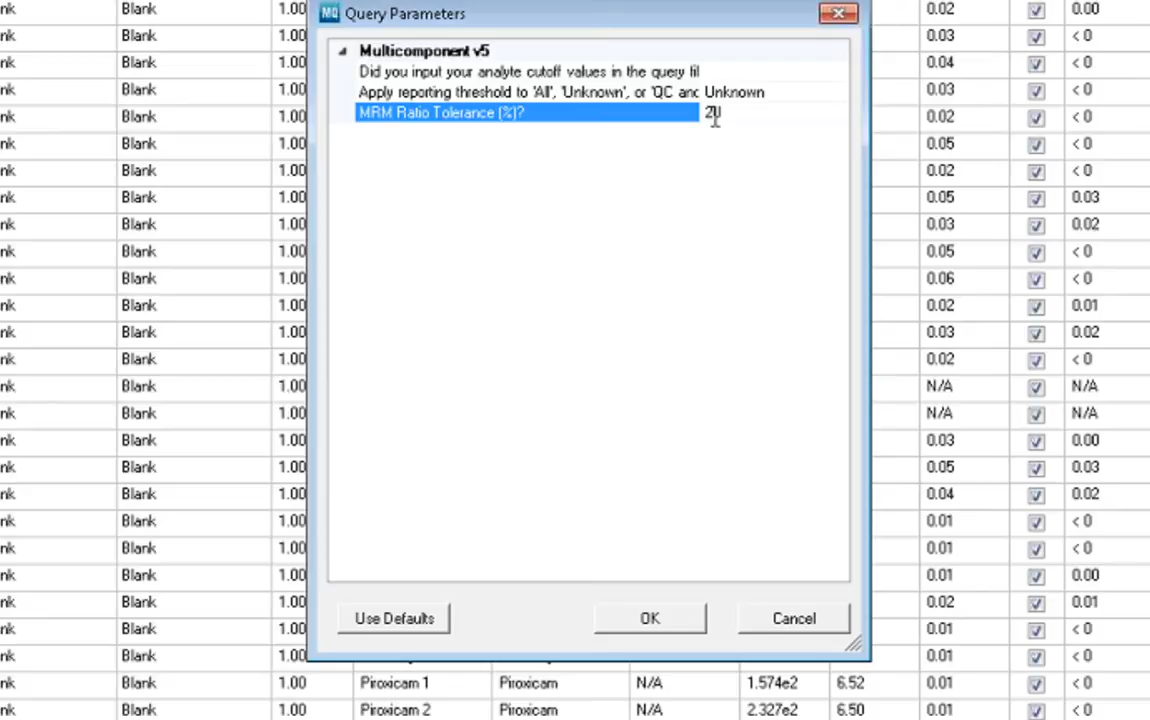 nk Blank 1.00 0.02 0.00
MQ Query Parameters
nk Blank 1.00 0.03 < 0
Multicomponent v5
nk Blank 1.00 0.04 < 0
Did you input your analyte cutoff values in the query fil
nk Blank 1.00 0.03 < 0
Apply reporting threshold to 'All', 'Unknown', or 'QC anc Unknown
nk Blank 1.00 0.02 < 0
MRM Ratio Tolerance (%)?
nk Blank 1.00 0.05 < 0
nk Blank 1.00 0.02 < 0
nk Blank 1.00 0.05 0.03
nk Blank 1.00 0.03 0.02
nk Blank 1.00 0.05 < 0
nk Blank 1.00 0.06 < 0
nk Blank 1.00 0.02 0.01
nk Blank 1.00 0.03 0.02
nk Blank 1.00 0.02 < 0
nk Blank 1.00 N/A N/A
nk Blank 1.00 N/A N/A
nk Blank 1.00 0.03 0.00
nk Blank 1.00 0.05 0.03
nk Blank 1.00 0.04 0.02
nk Blank 1.00 0.01 < 0
nk Blank 1.00 0.01 < 0
nk Blank 1.00 0.01 0.00
nk Blank 1.00 0.02 0.01
Use Defaults OK Cancel
nk Blank 1.00 0.01 < 0
nk Blank 1.00 0.01 < 0
nk Blank 1.00 Piroxicam 1 Piroxicam N/A 1.574e2 6.52 0.01 < 0
nk Blank 1.00 Piroxicam 2 Piroxicam N/A 2.327e2 6.50 0.01 < 0